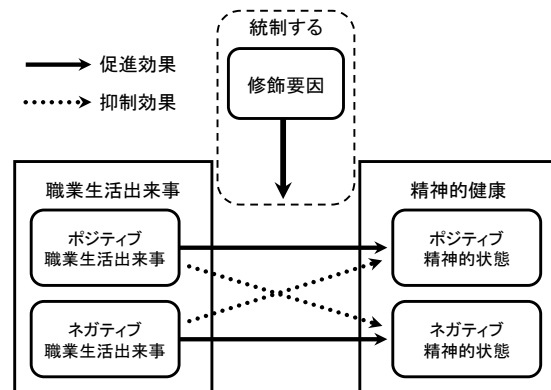 統制する
修飾要因
促進効果
抑制効果
職業生活出来事
ポジティブ
職業生活出来事
ネガティブ
職業生活出来事
精神的健康
ポジティブ
精神的状態
ネガティブ
精神的状態